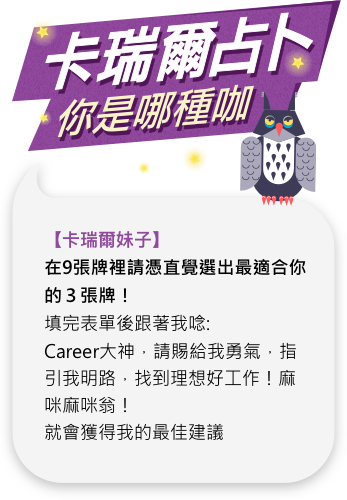 卡瑞爾占卜
你是哪種咖
【卡瑞爾妹子】
在9張牌裡請憑直覺選出最適合你
的 3 張牌！
填完表單後跟著我唸:
Career大神，請賜給我勇氣，指
引我明路，找到理想好工作！麻
咪麻咪翁！
就會獲得我的最佳建議